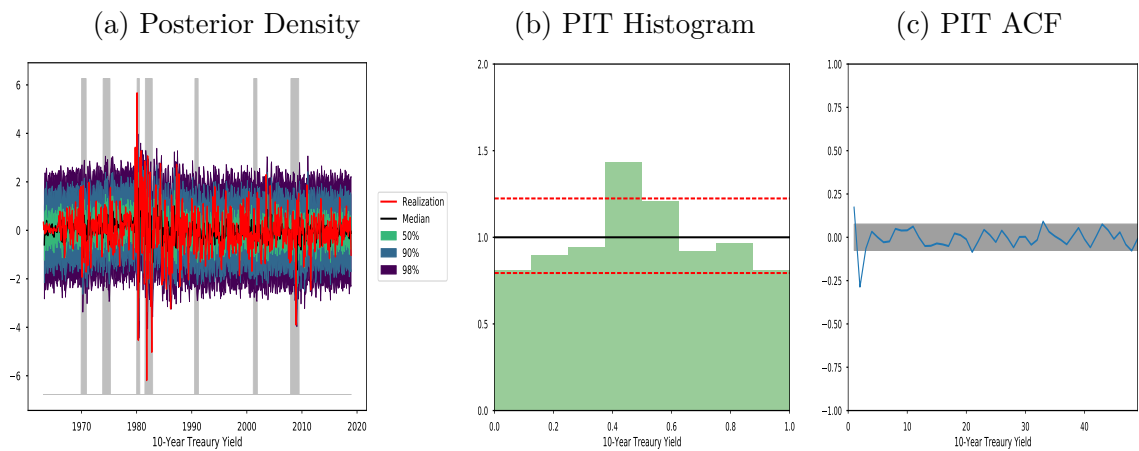 (a) Posterior Density
6
4
2
0
−2
−4
−6
1970 1980 1990 2000 2010 2020
10-Year Treaury Yield
Realization
Median
50%
90%
98%
(b) PIT Histogram
2.0
1.5
1.0
0.5
0.0
0.0 0.2 0.4 0.6 0.8 1.0
10-Year Treaury Yield
(c) PIT ACF
1.00
0.75
0.50
0.25
0.00
−0.25
−0.50
−0.75
−1.00
0 10 20 30 40
10-Year Treaury Yield